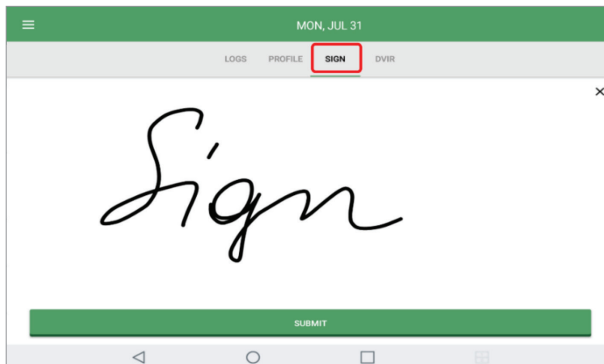 MON, JUL 31
LOGS PROFILE SIGN DVIR
Sign
SUBMIT